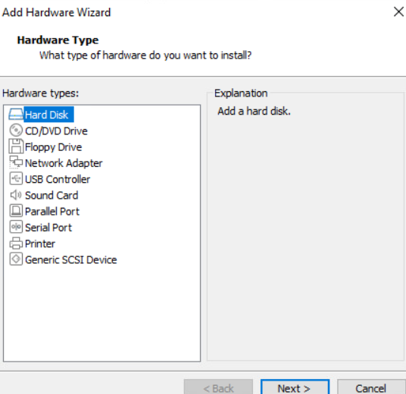 Add Hardware Wizard
Hardware Type
What type of hardware do you want to install?
Hardware types:
Hard Disk
CD/DVD Drive
Floppy Drive
Network Adapter
USB Controller
Sound Card
Parallel Port
Serial Port
Printer
Generic SCSI Device
Explanation
Add a hard disk.
< Back
Next >
Cancel